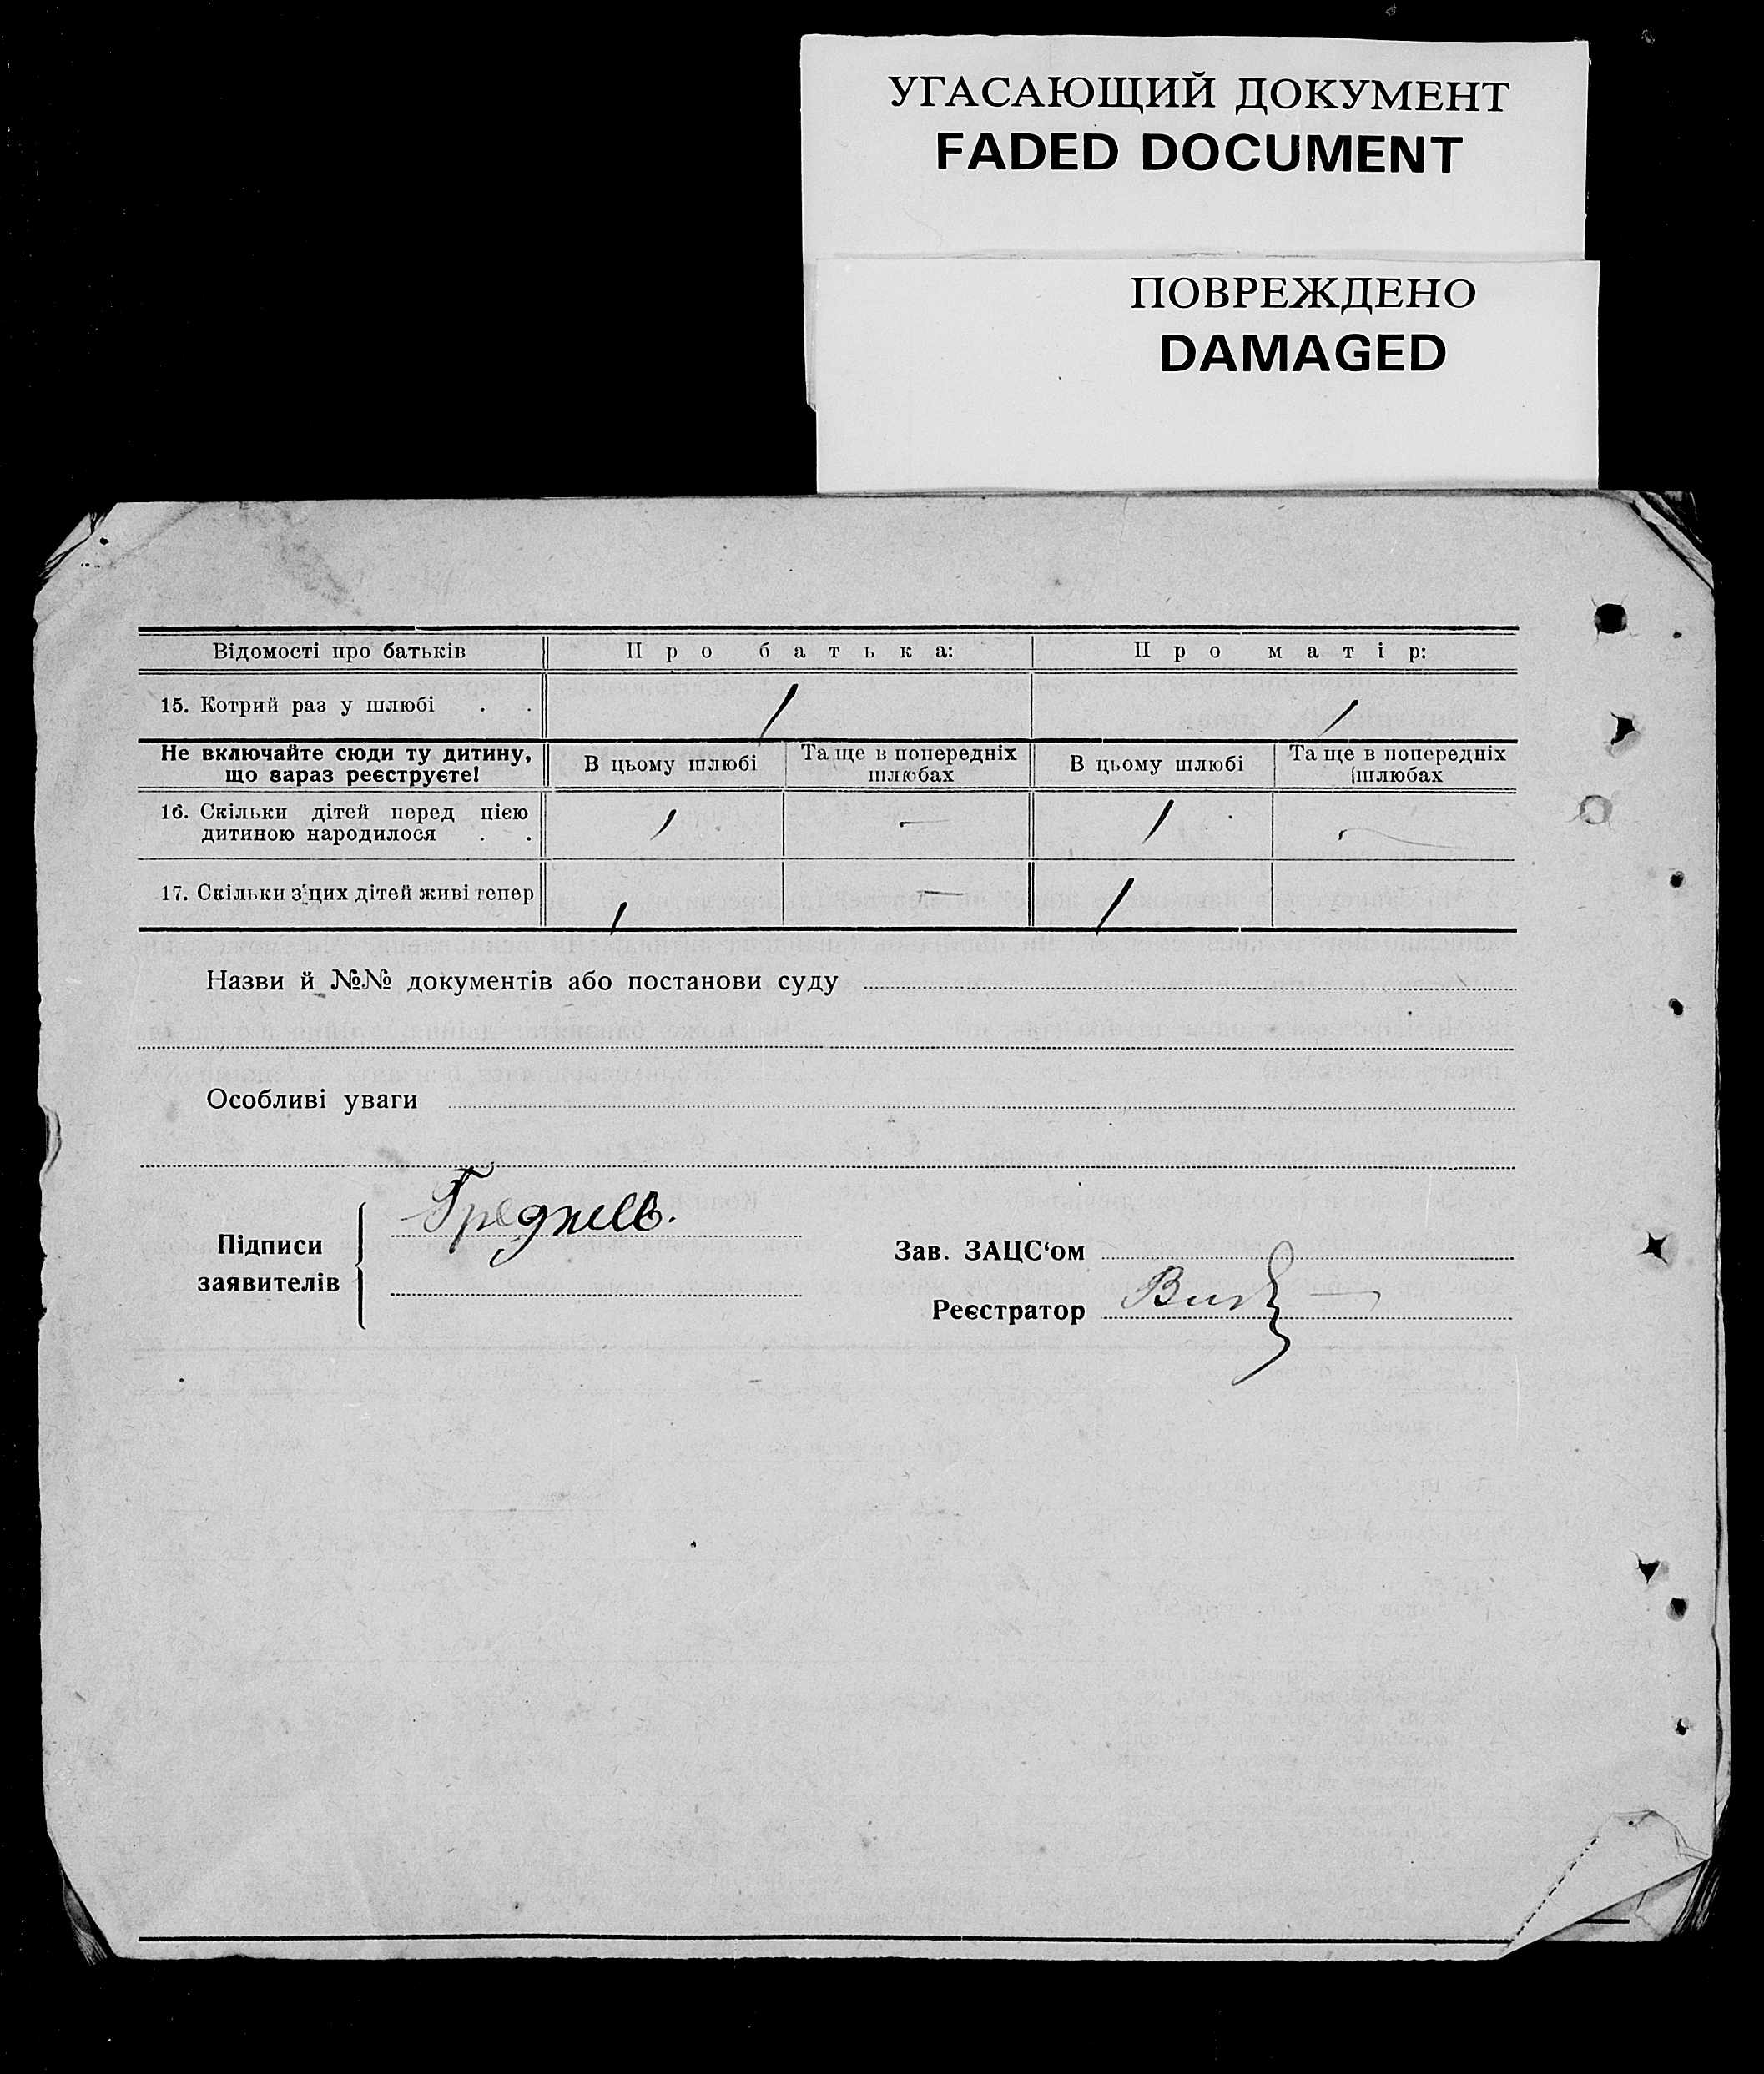 УГАСАЮЩИЙ ДОКУМЕНТ
FADED DOCUMENT
ПОВРЕЖДЕНО
DAMAGED
Відомості про батьків Про батька: Про матір:
15. Котрий раз у шлюбі . . 1 1
Не включайте сюди ту дитину, що вараз реєструєте! В цьому шлюбі Та ще в попередніх шлюбах В цьому шлюбі Та ще в попередніх шлюбах
16. Скільки дітей перед цією дитиною народилося . . 1 — 1 —
17. Скільки з цих дітей живі тепер 1 — 1
Назви й №№ документів або постанови суду
Особливі уваги
Підписи
заявителів
Зав. ЗАЦС‘ом
Реєстратор